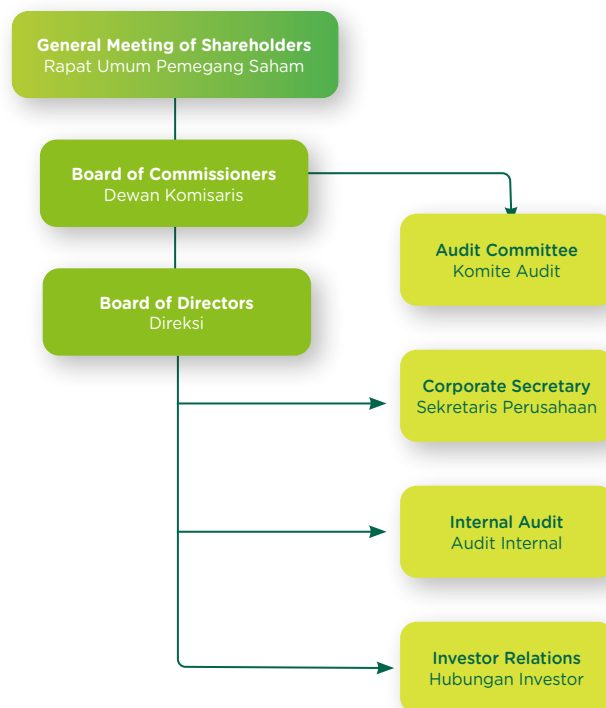 General Meeting of Shareholders
Rapat Umum Pemegang Saham
Board of Commissioners
Dewan Komisaris
Audit Committee
Komite Audit
Board of Directors
Direksi
Corporate Secretary
Sekretaris Perusahaan
Internal Audit
Audit Internal
Investor Relations
Hubungan Investor